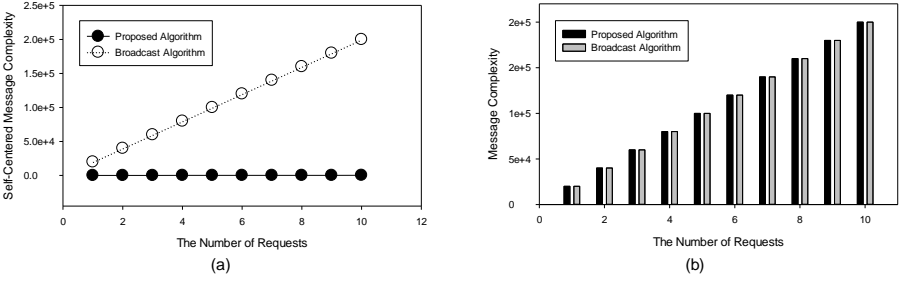 2.5e+5
2.0e+5
1.5e+5
1.0e+5
5.0e+4
0.0
Self-Centered Message Complexity
Proposed Algorithm
Broadcast Algorithm
0 2 4 6 8 10 12
The Number of Requests
(a)
2e+5
2e+5
1e+5
5e+4
0
Message Complexity
Proposed Algorithm
Broadcast Algorithm
0 2 4 6 8 10
The Number of Requests
(b)